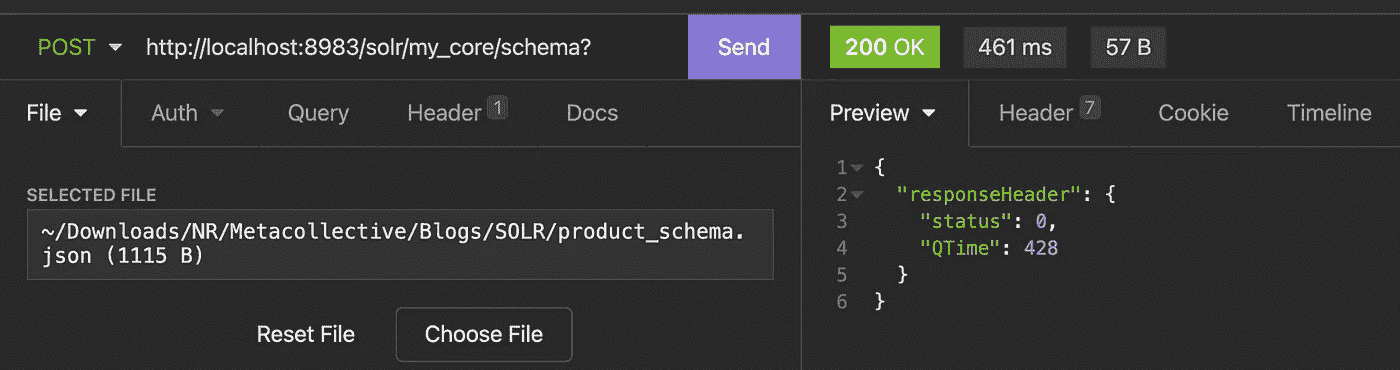 POST http://localhost:8983/solr/my_core/schema? Send 200 OK 461 ms 57 B
File Auth Query Header 1 Docs Preview Header 7 Cookie Timeline
SELECTED FILE
~/Downloads/NR/Metacollective/Blogs/SOLR/product_schema.
json (1115 B)
Reset File Choose File
1 {
2 "responseHeader": {
3 "status": 0,
4 "QTime": 428
5 }
6 }